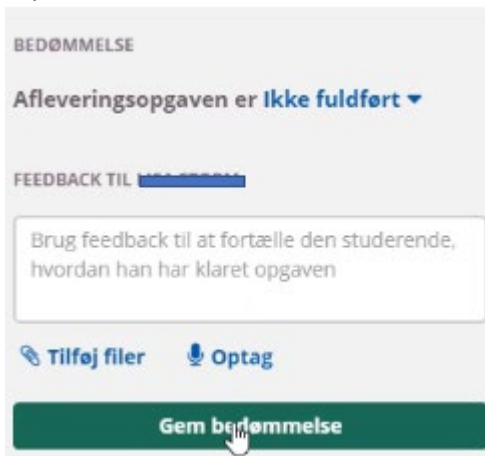 BEDØMMELSE
Afleveringsopgaven er Ikke fuldført
FEEDBACK TIL
Brug feedback til at fortælle den studerende,
hvordan han har klaret opgaven
Tilføj filer Optag
Gem bedømmelse